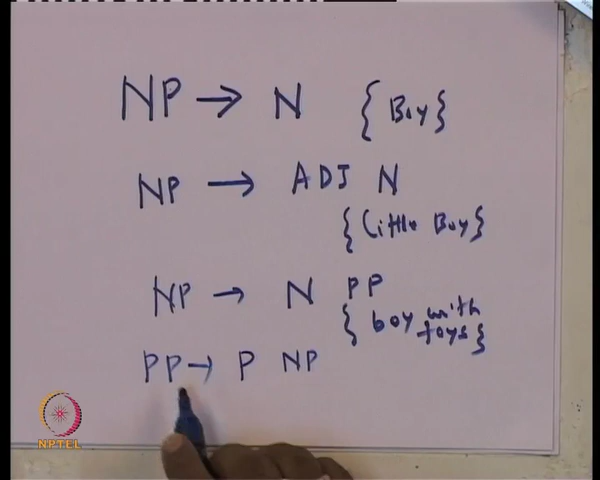 NP → N {Boy}
NP → ADJ N
{Little Boy}
NP → N PP
{boy with
toys}
PP → P NP
NPTEL